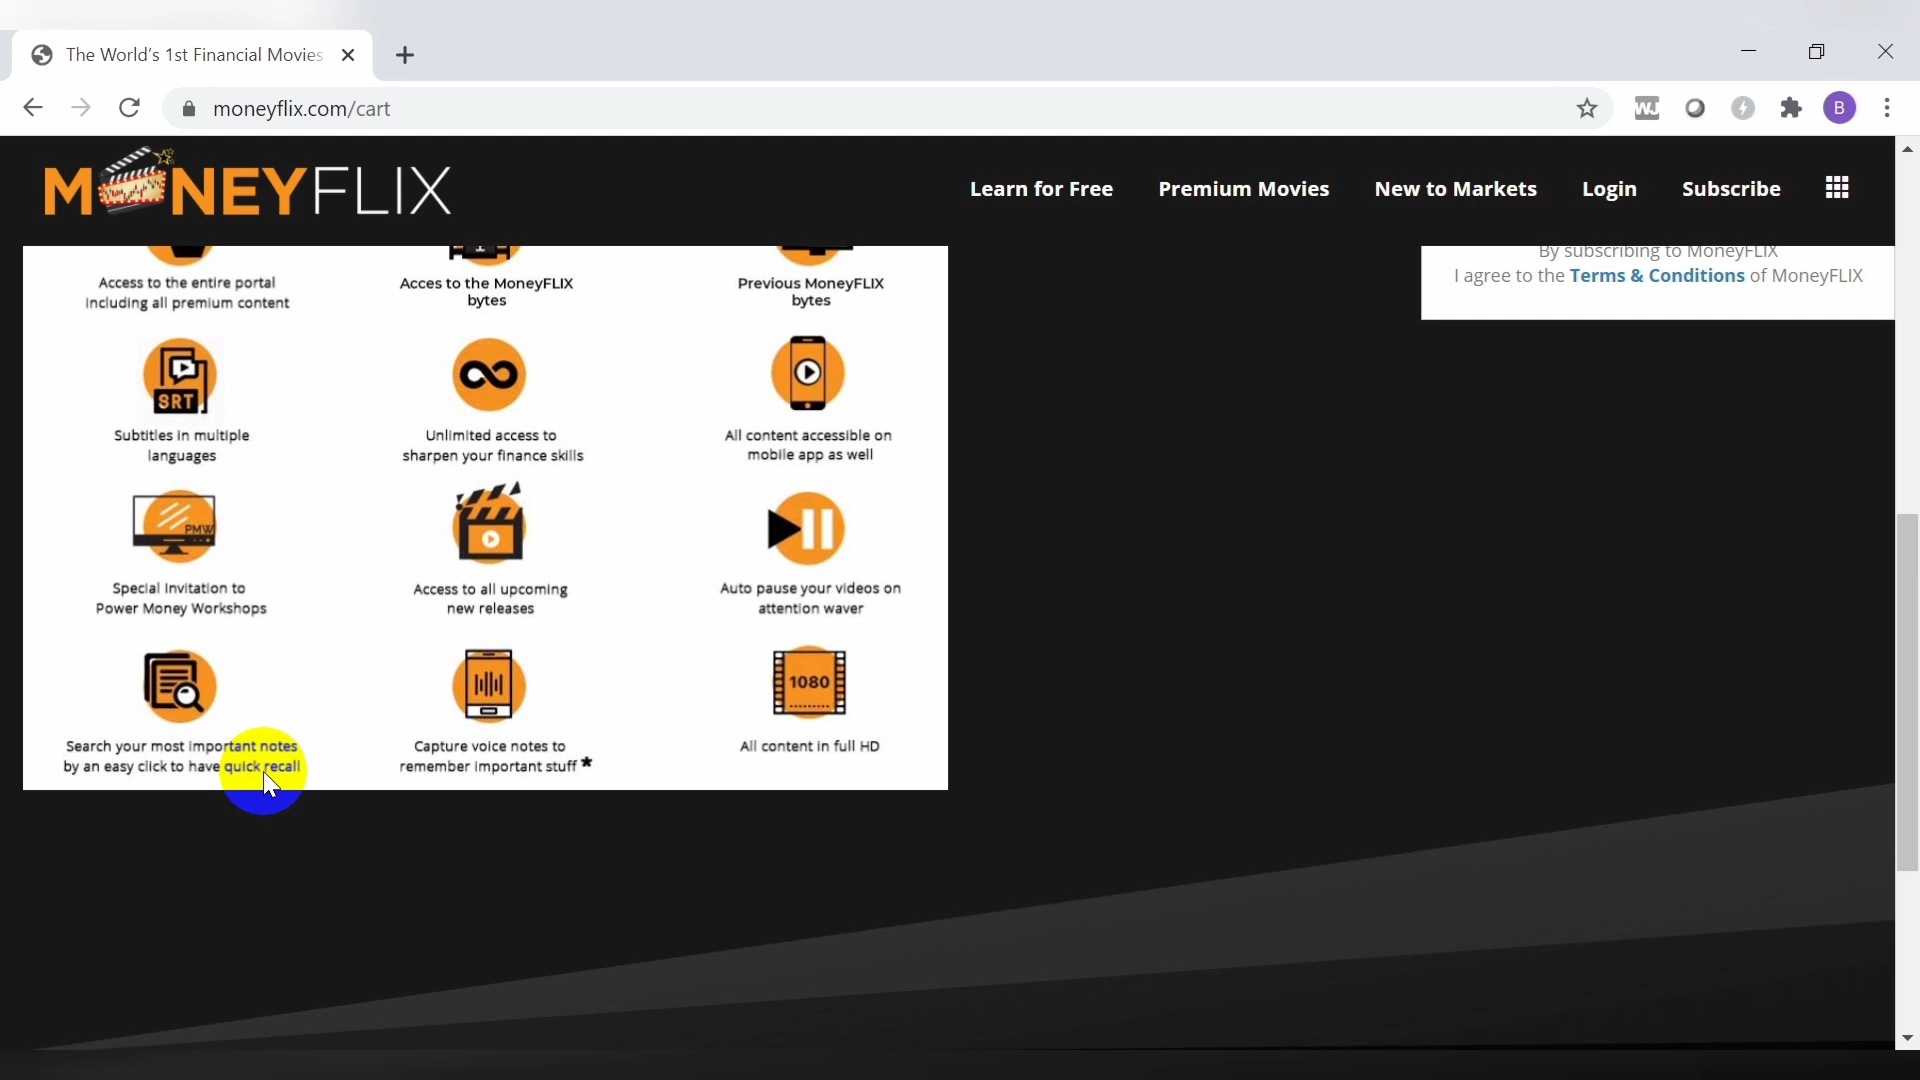 The World's 1st Financial Movies
moneyflix.com/cart
WJ
B
MONEYFLIX
Learn for Free
Premium Movies
New to Markets
Login
Subscribe
Access to the entire portal
including all premium content
Acces to the MoneyFLIX
bytes
Previous MoneyFLIX
bytes
By subscribing to MoneyFLIX
I agree to the Terms & Conditions of MoneyFLIX
SRT
Subtitles in multiple
languages
Unlimited access to
sharpen your finance skills
All content accessible on
mobile app as well
PMW
Special Invitation to
Power Money Workshops
Access to all upcoming
new releases
Auto pause your videos on
attention waver
Search your most important notes
by an easy click to have quick recall
Capture voice notes to
remember important stuff *
1080
All content in full HD